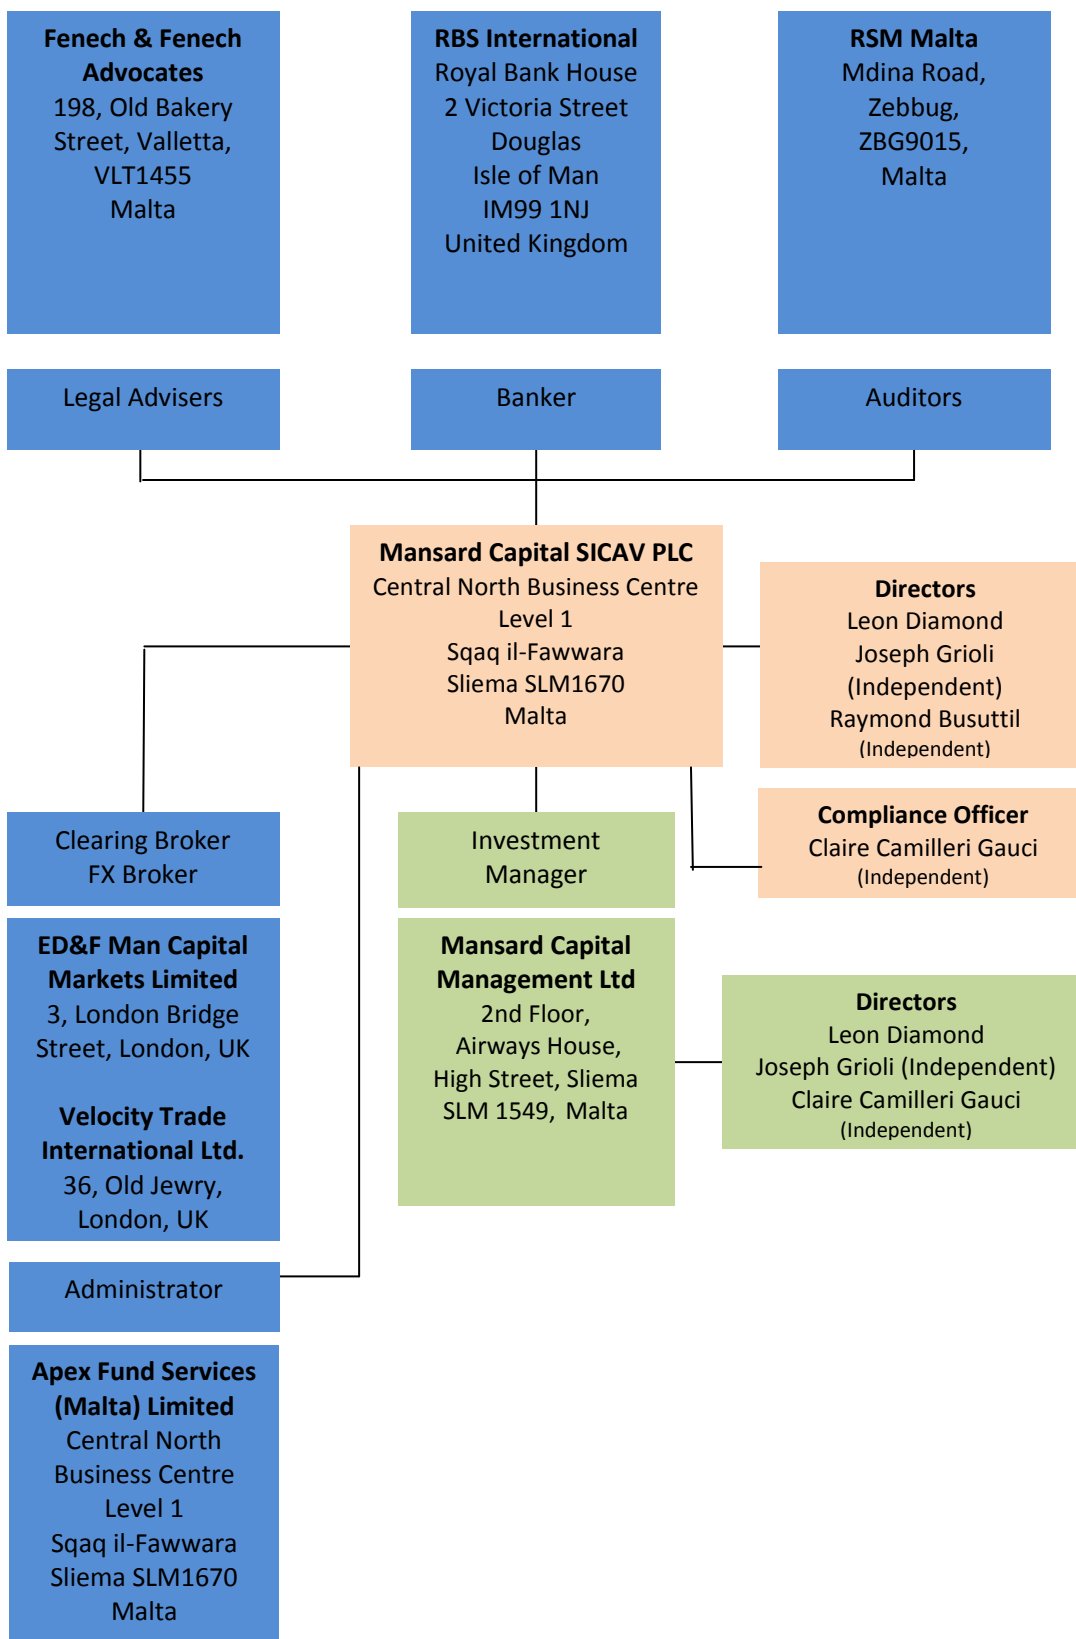 Fenech & Fenech
Advocates
198, Old Bakery
Street, Valletta,
VLT1455
Malta
RBS International
Royal Bank House
2 Victoria Street
Douglas
Isle of Man
IM99 1NJ
United Kingdom
RSM Malta
Mdina Road,
Zebbug,
ZBG9015,
Malta
Legal Advisers
Banker
Auditors
Mansard Capital SICAV PLC
Central North Business Centre
Level 1
Sqaq il-Fawwara
Sliema SLM1670
Malta
Directors
Leon Diamond
Joseph Grioli
(Independent)
Raymond Busuttil
(Independent)
Compliance Officer
Claire Camilleri Gauci
(Independent)
Clearing Broker
FX Broker
Investment
Manager
ED&F Man Capital
Markets Limited
3, London Bridge
Street, London, UK
Velocity Trade
International Ltd.
36, Old Jewry,
London, UK
Mansard Capital
Management Ltd
2nd Floor,
Airways House,
High Street, Sliema
SLM 1549, Malta
Directors
Leon Diamond
Joseph Grioli (Independent)
Claire Camilleri Gauci
(Independent)
Administrator
Apex Fund Services
(Malta) Limited
Central North
Business Centre
Level 1
Sqaq il-Fawwara
Sliema SLM1670
Malta